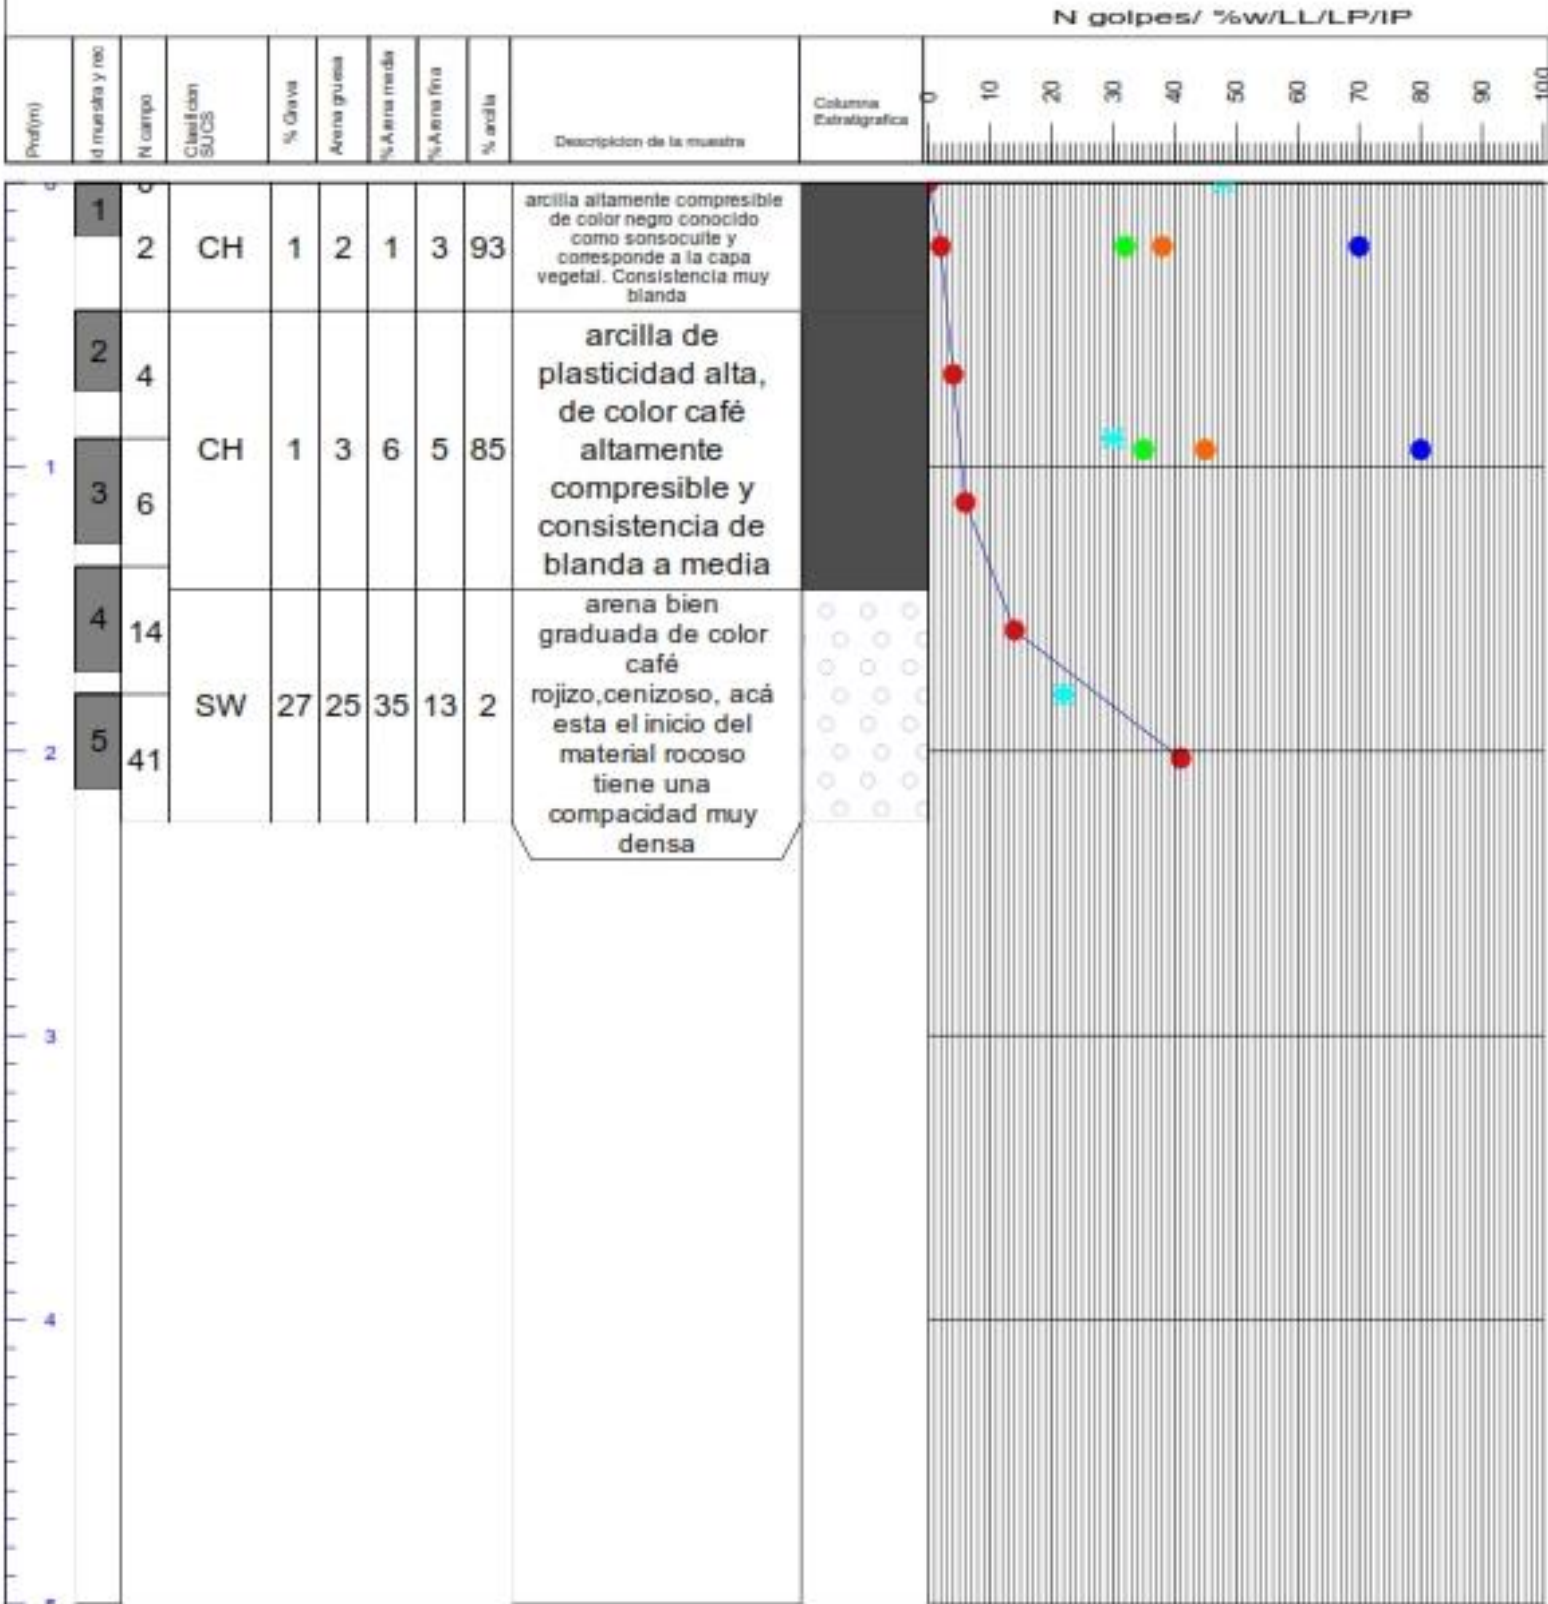 N golpes/ %w/LL/LP/IP
Prof(m)
id muestra y rec
N campo
Clasificion
SUCS
% Grava
Arena gruesa
% Arena media
% Arena fina
% arcilla
Descripicion de la muestra
Columna
Estratigrafica
0 10 20 30 40 50 60 70 80 90 100
0
1
2
CH
1
2
1
3
93
arcilla altamente compresible
de color negro conocido
como sonsocuite y
corresponde a la capa
vegetal. Consistencia muy
blanda
2
4
3
6
CH
1
3
6
5
85
arcilla de
plasticidad alta,
de color café
altamente
compresible y
consistencia de
blanda a media
1
4
14
5
41
SW
27
25
35
13
2
arena bien
graduada de color
café
rojizo,cenizoso, acá
esta el inicio del
material rocoso
tiene una
compacidad muy
densa
2
3
4